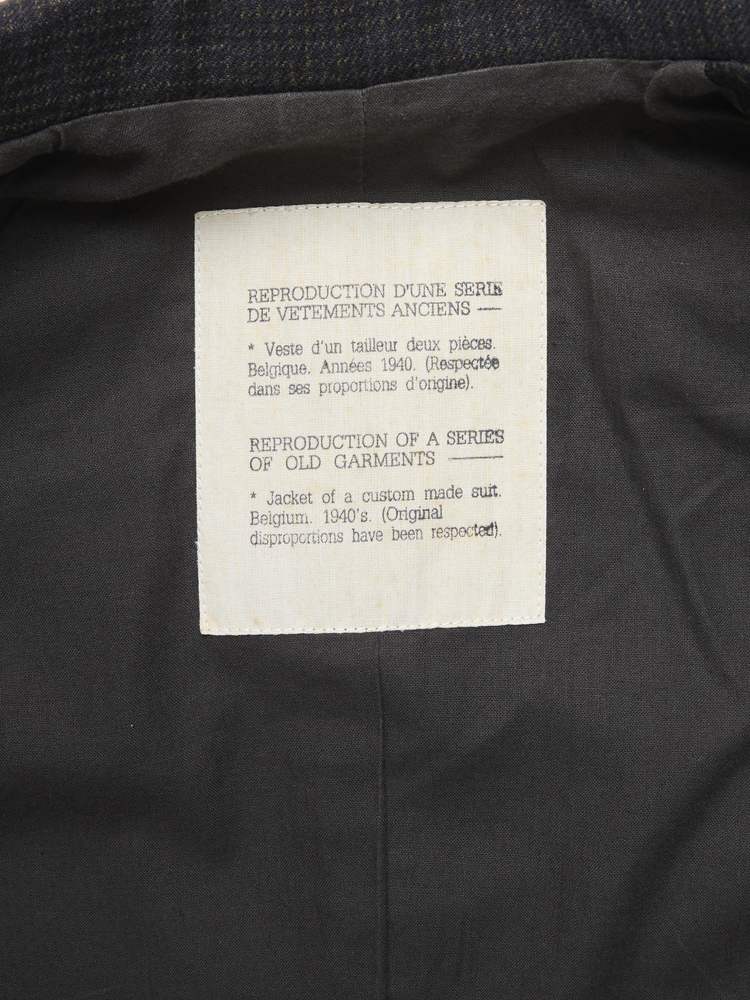 REPRODUCTION D'UNE SERIE
DE VETEMENTS ANCIENS —
* Veste d'un tailleur deux pièces.
Belgique. Années 1940. (Respectée
dans ses proportions d'origine).
REPRODUCTION OF A SERIES
OF OLD GARMENTS —
* Jacket of a custom made suit.
Belgium. 1940's. (Original
disproportions have been respected).